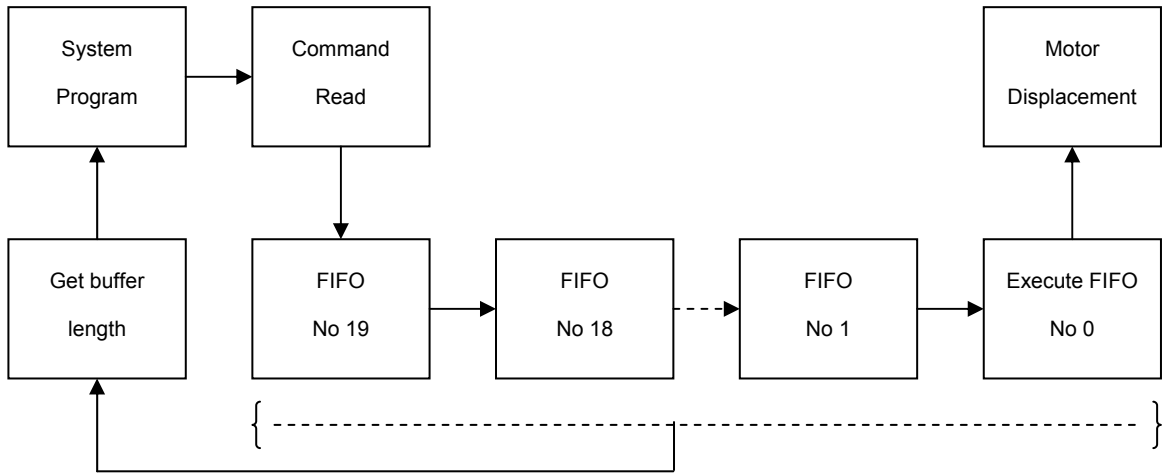 System
Program
Command
Read
Motor
Displacement
Get buffer
length
FIFO
No 19
FIFO
No 18
FIFO
No 1
Execute FIFO
No 0